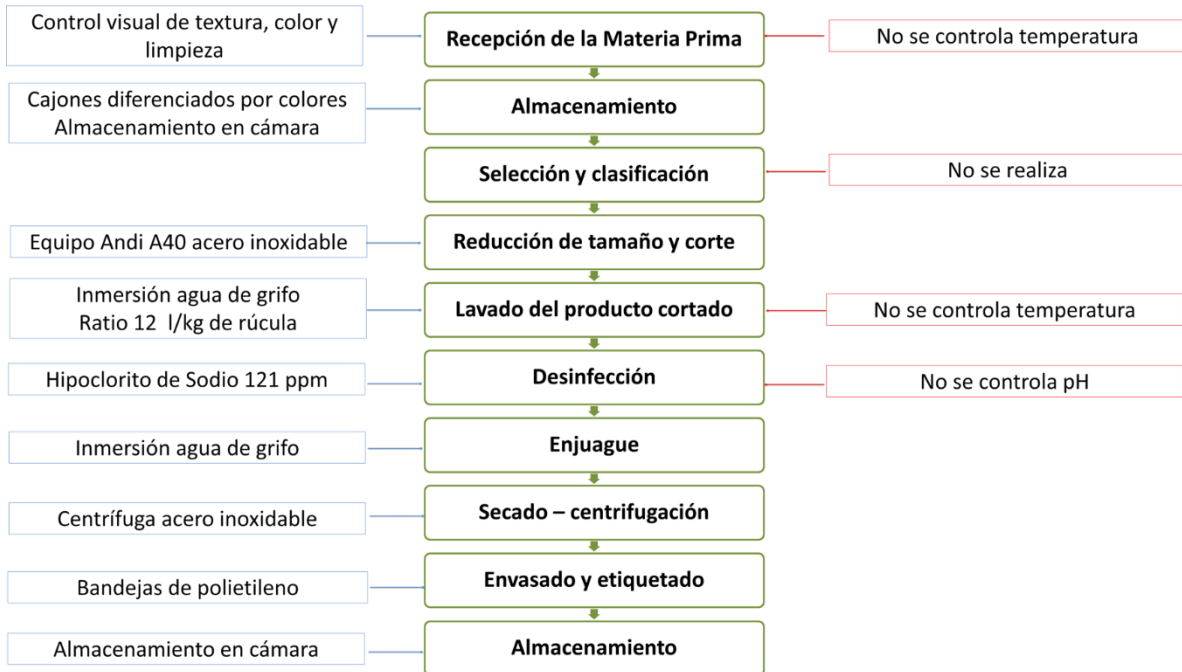 Control visual de textura, color y
limpieza
Recepción de la Materia Prima
No se controla temperatura
Cajones diferenciados por colores
Almacenamiento en cámara
Almacenamiento
Selección y clasificación
No se realiza
Equipo Andi A40 acero inoxidable
Reducción de tamaño y corte
Inmersión agua de grifo
Ratio 12 l/kg de rúcula
Lavado del producto cortado
No se controla temperatura
Hipoclorito de Sodio 121 ppm
Desinfección
No se controla pH
Inmersión agua de grifo
Enjuague
Centrífuga acero inoxidable
Secado – centrifugación
Bandejas de polietileno
Envasado y etiquetado
Almacenamiento en cámara
Almacenamiento